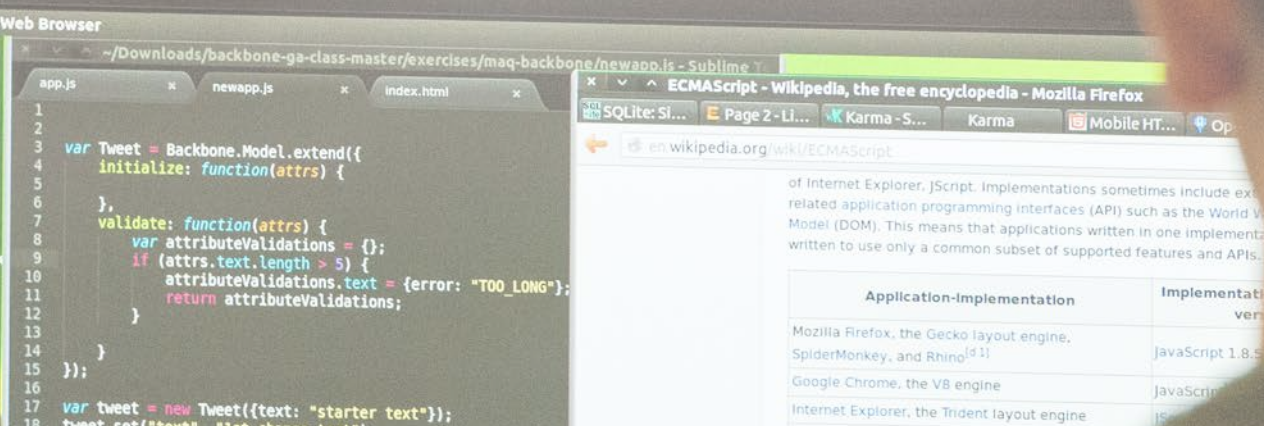 Web Browser
~/Downloads/backbone-ga-class-master/exercises/maq-backbone/newapp.js - Sublime
app.js
newapp.js
index.html
1
2
3 var Tweet = Backbone.Model.extend({
4 initialize: function(attrs) {
5
6 },
7 validate: function(attrs) {
8 var attributeValidations = {};
9 if (attrs.text.length > 5) {
10 attributeValidations.text = {error: "TOO_LONG"};
11 return attributeValidations;
12 }
13
14 }
15 });
16
17 var tweet = new Tweet({text: "starter text"});
18
ECMAScript - Wikipedia, the free encyclopedia - Mozilla Firefox
SQLite: Si... Page 2 - Li... Karma - S... Karma Mobile HT... Op
en.wikipedia.org/wiki/ECMAScript
of Internet Explorer, JScript. Implementations sometimes include
related application programming interfaces (API) such as the World
Model (DOM). This means that applications written in one
written to use only a common subset of supported features and APIs.
Application-Implementation
Mozilla Firefox, the Gecko layout engine,
SpiderMonkey, and Rhino[d 1]
JavaScript 1.8.5
Google Chrome, the V8 engine
Internet Explorer, the Trident layout engine